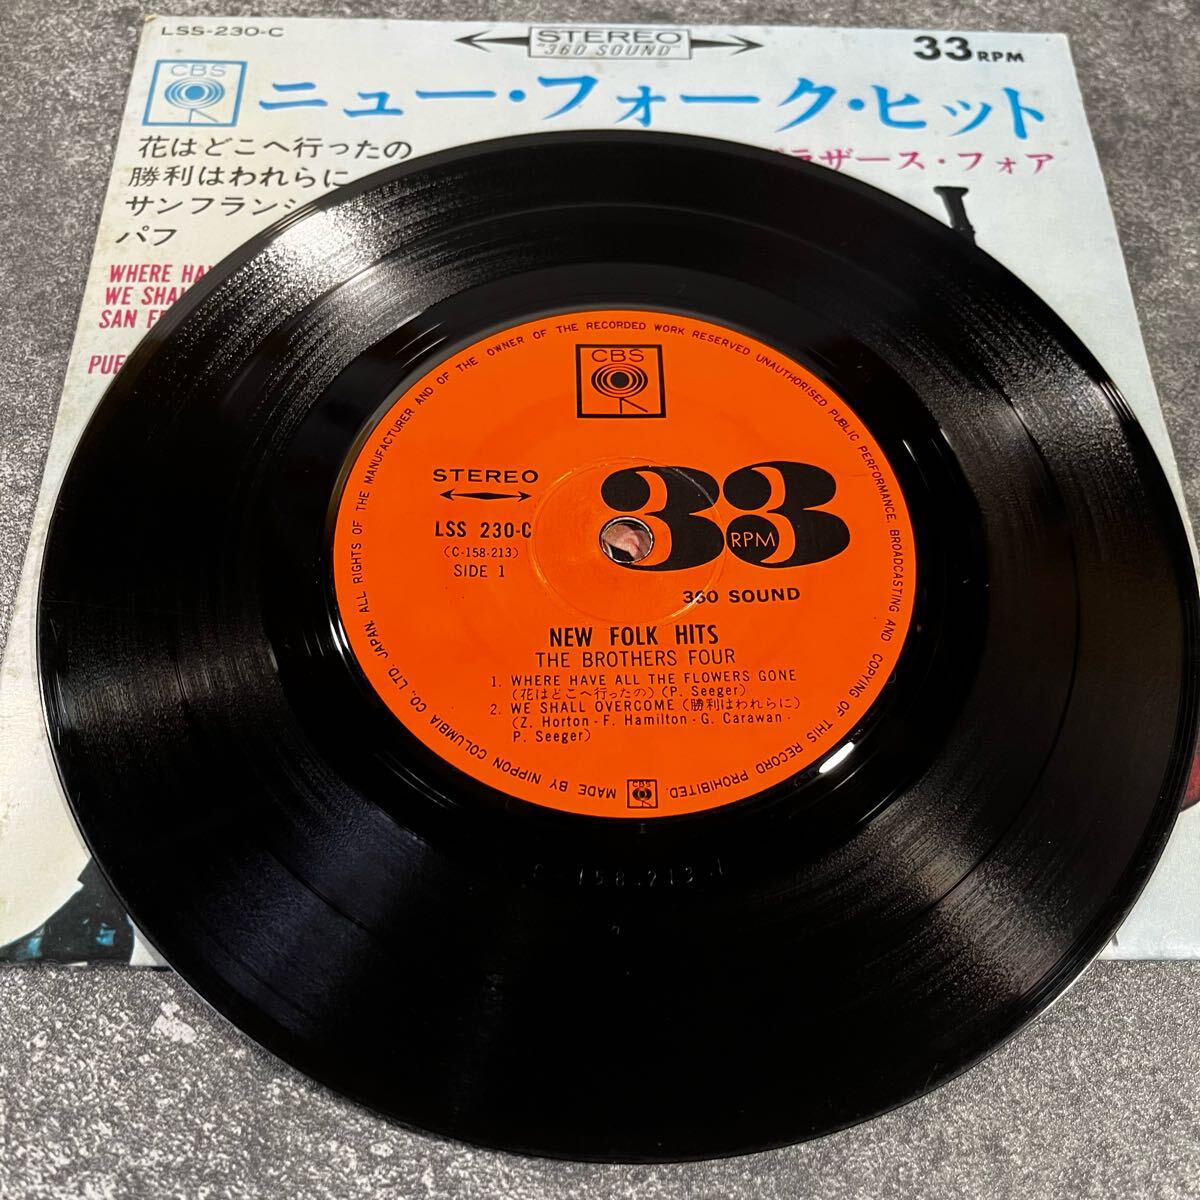 LSS-230-C
STEREO
"360 SOUND"
33 RPM
CBS
ニュー・フォーク・ヒット
ラザース・フォア
花はどこへ行ったの
勝利はわれらに
サンフラン
パフ
WHERE
WE
SAN
CBS
STEREO
LSS 230-C
(C-158-213)
SIDE 1
33
RPM
360 SOUND
NEW FOLK HITS
THE BROTHERS FOUR
1. WHERE HAVE ALL THE FLOWERS GONE
(花はどこへ行ったの) (P. Seeger)
2. WE SHALL OVERCOME (勝利はわれらに)
(Z. Horton - F. Hamilton - G. Carawan -
P. Seeger)
MADE BY NIPPON COLUMBIA CO., LTD. JAPAN. ALL RIGHTS OF THE MANUFACTURER AND OF THE OWNER OF THE RECORDED WORK RESERVED UNAUTHORISED PUBLIC PERFORMANCE, BROADCASTING AND COPYING OF THIS RECORD PROHIBITED.
CBS